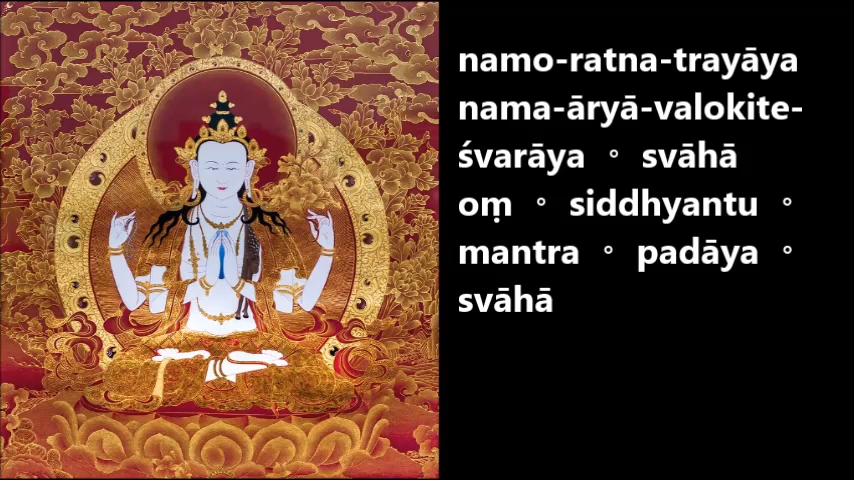 namo-ratna-trayāya
nama-āryā-valokite-
śvarāya ° svāhā
oṃ ° siddhyantu °
mantra ° padāya °
svāhā